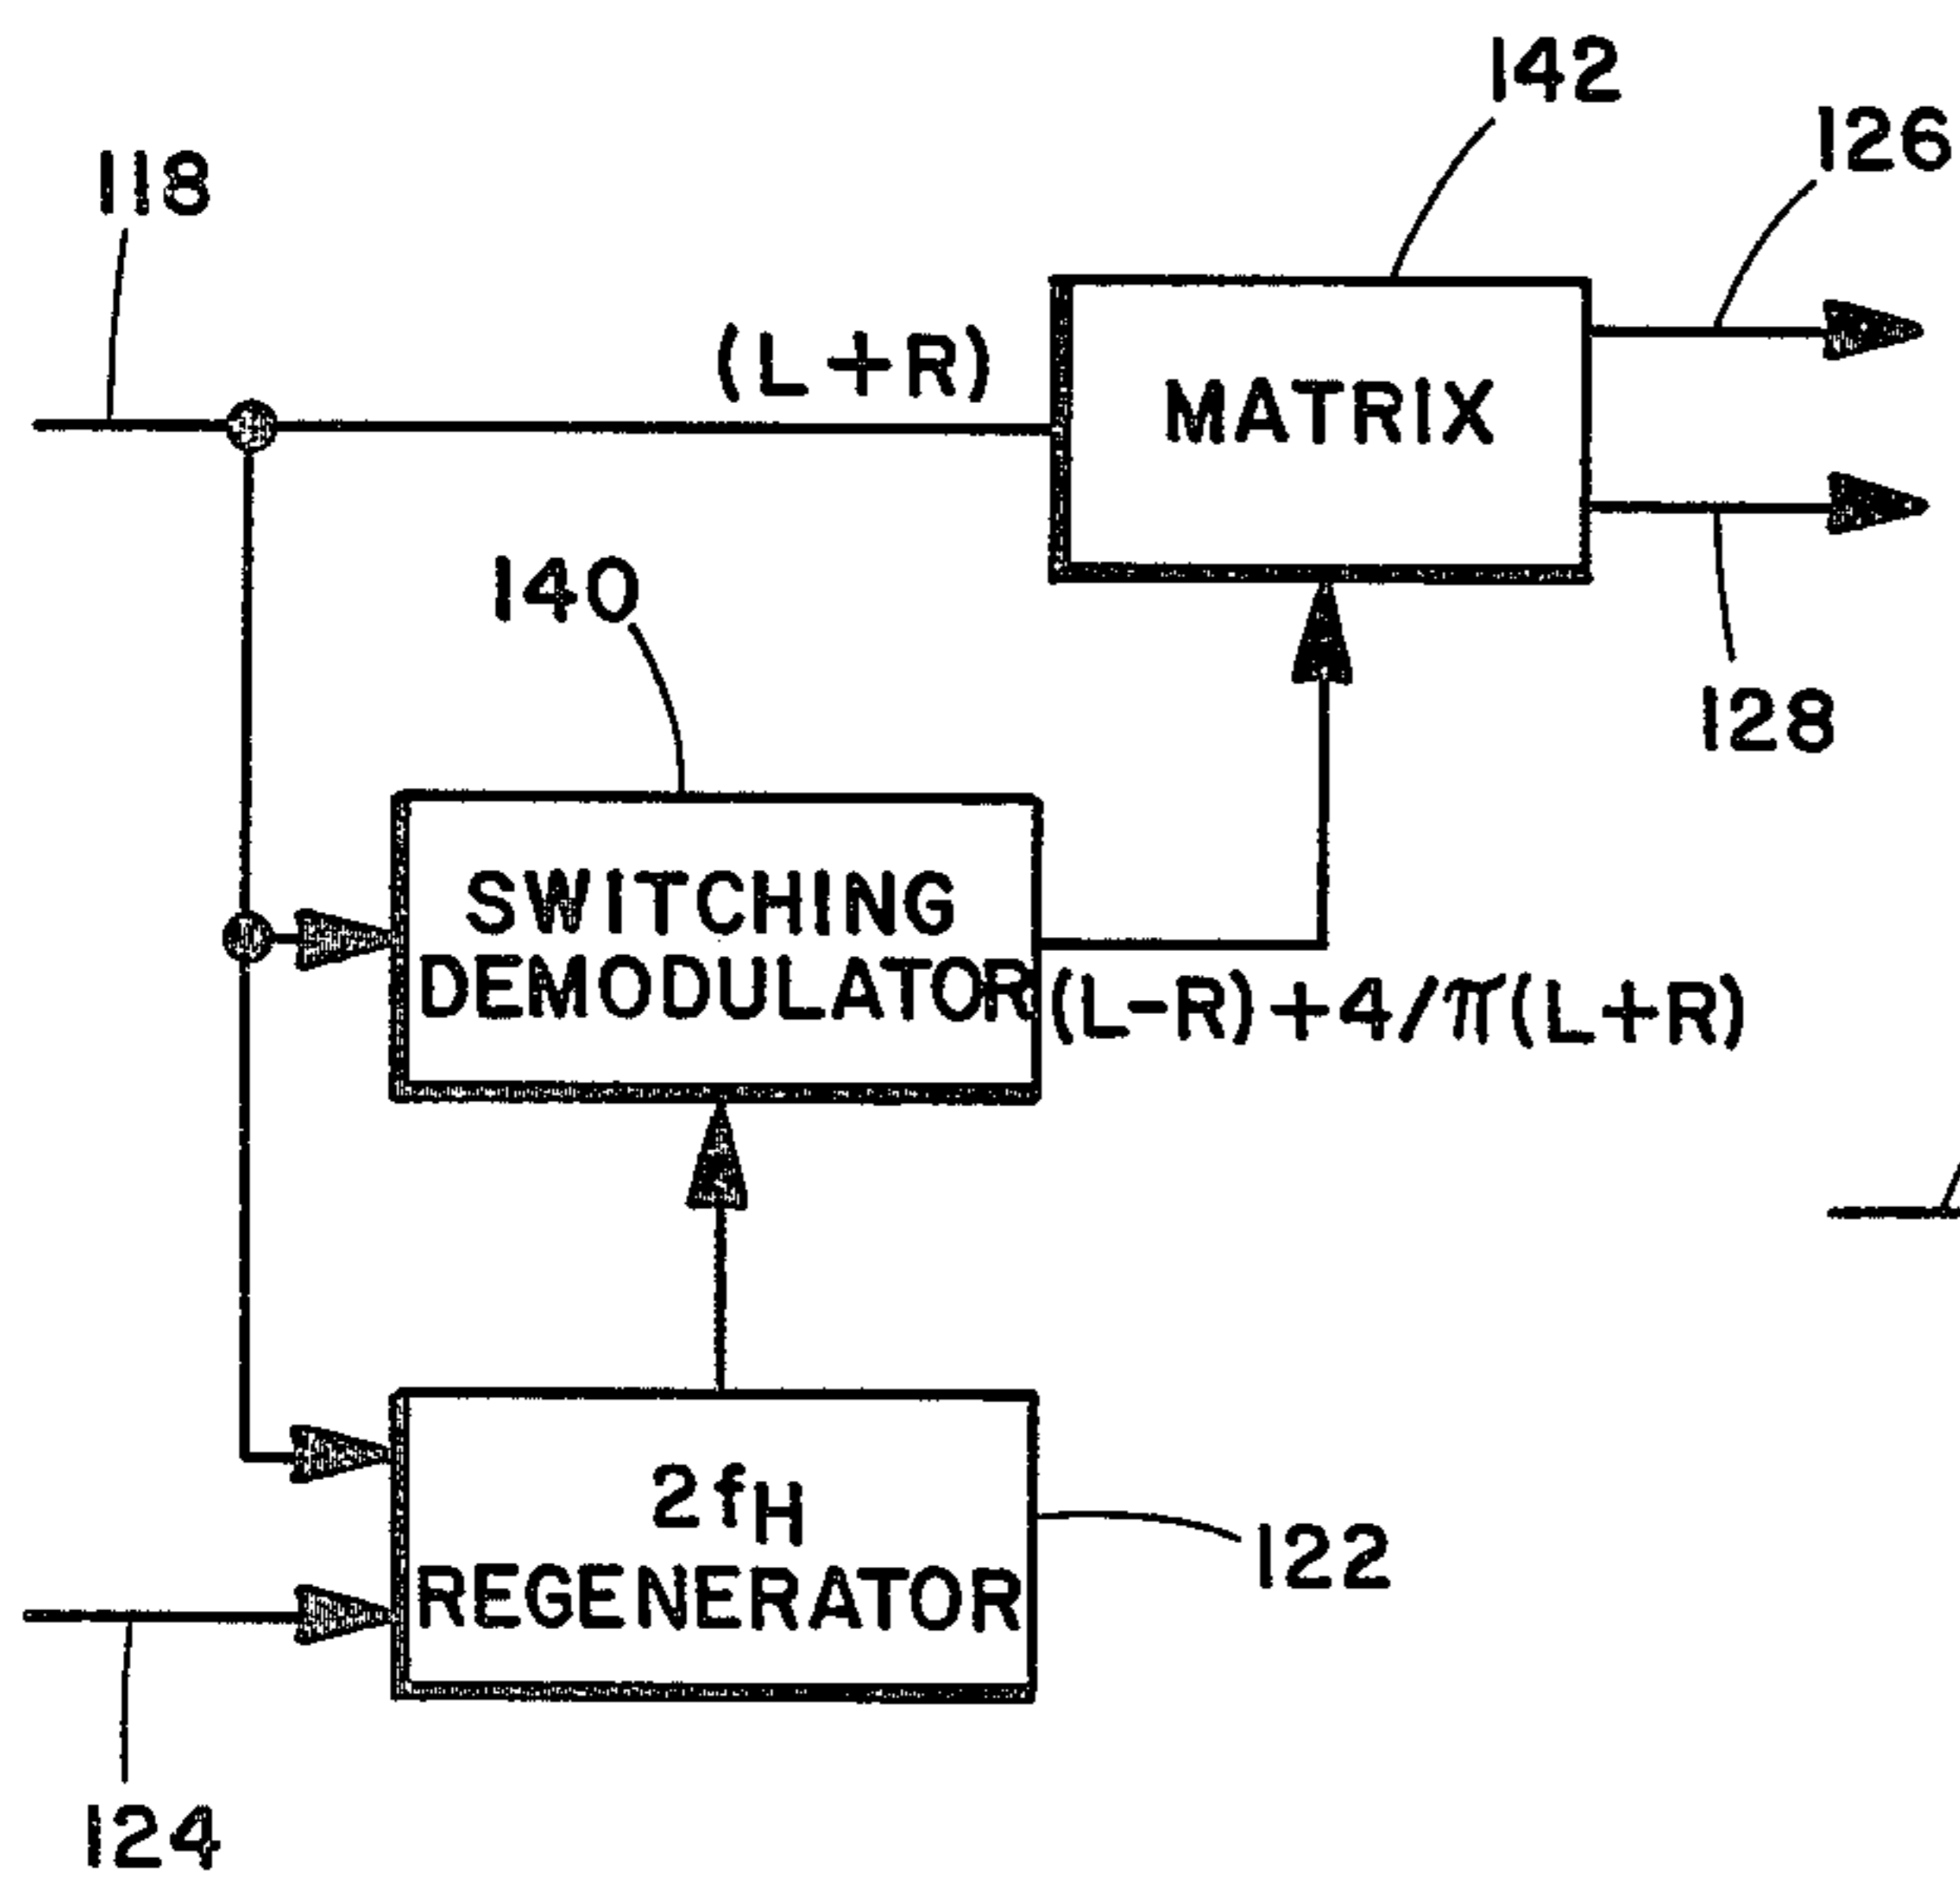 142
126
118
(L+R)
MATRIX
140
128
SWITCHING
DEMODULATOR
(L-R)+4/π(L+R)
2fH
REGENERATOR
122
124